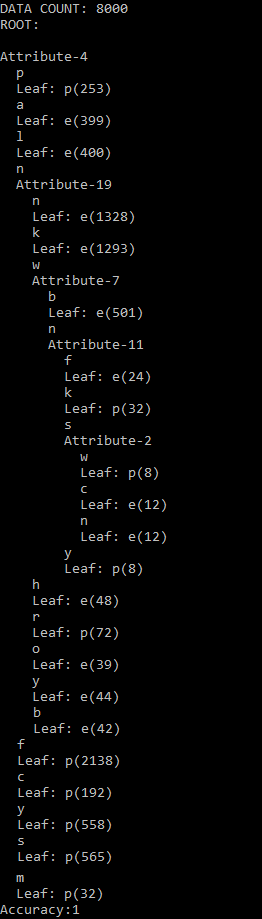 DATA COUNT: 8000
ROOT:
Attribute-4
p
Leaf: p(253)
a
Leaf: e(399)
l
Leaf: e(400)
n
Attribute-19
n
Leaf: e(1328)
k
Leaf: e(1293)
w
Attribute-7
b
Leaf: e(501)
n
Attribute-11
f
Leaf: e(24)
k
Leaf: p(32)
s
Attribute-2
w
Leaf: p(8)
c
Leaf: e(12)
n
Leaf: e(12)
y
Leaf: p(8)
h
Leaf: e(48)
r
Leaf: p(72)
o
Leaf: e(39)
y
Leaf: e(44)
b
Leaf: e(42)
f
Leaf: p(2138)
c
Leaf: p(192)
y
Leaf: p(558)
s
Leaf: p(565)
m
Leaf: p(32)
Accuracy:1